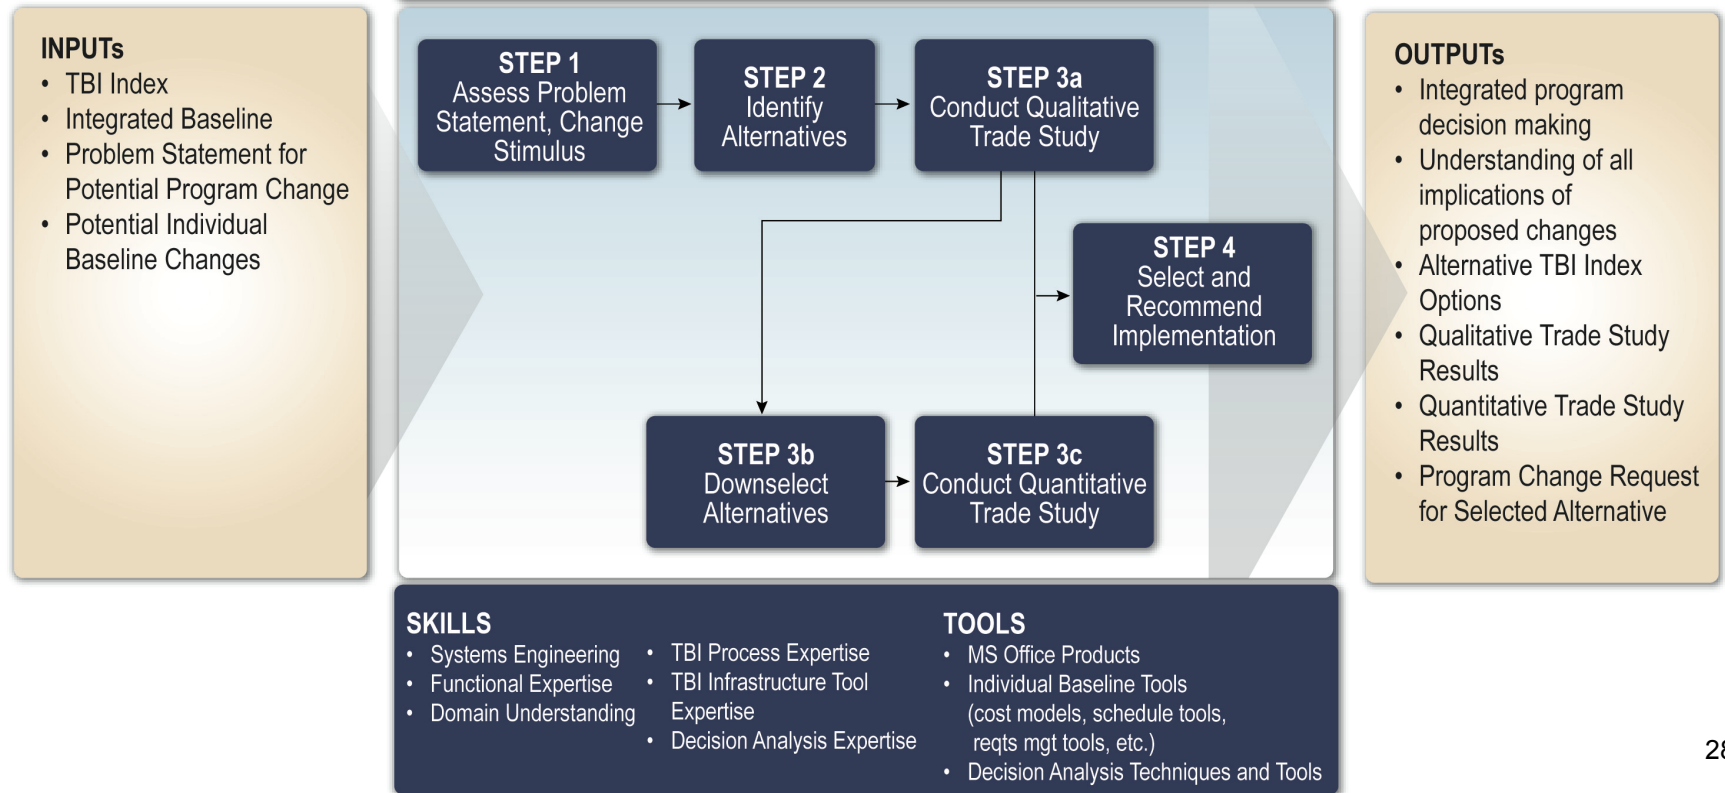 INPUTs
• TBI Index
• Integrated Baseline
• Problem Statement for
Potential Program Change
• Potential Individual
Baseline Changes
STEP 1
Assess Problem
Statement, Change
Stimulus
STEP 2
Identify
Alternatives
STEP 3a
Conduct Qualitative
Trade Study
STEP 4
Select and
Recommend
Implementation
STEP 3b
Downselect
Alternatives
STEP 3c
Conduct Quantitative
Trade Study
OUTPUTs
• Integrated program
decision making
• Understanding of all
implications of
proposed changes
• Alternative TBI Index
Options
• Qualitative Trade Study
Results
• Quantitative Trade Study
Results
• Program Change Request
for Selected Alternative
SKILLS
• Systems Engineering
• Functional Expertise
• Domain Understanding
• TBI Process Expertise
• TBI Infrastructure Tool
Expertise
• Decision Analysis Expertise
TOOLS
• MS Office Products
• Individual Baseline Tools
(cost models, schedule tools,
reqts mgt tools, etc.)
• Decision Analysis Techniques and Tools
28